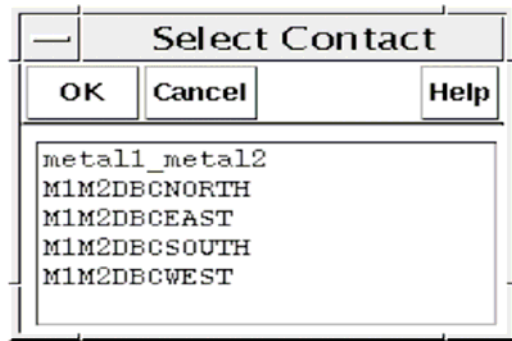 Select Contact
OK Cancel Help
metal1_metal2
M1M2DBCNORTH
M1M2DBCEAST
M1M2DBCSOUTH
M1M2DBCWEST